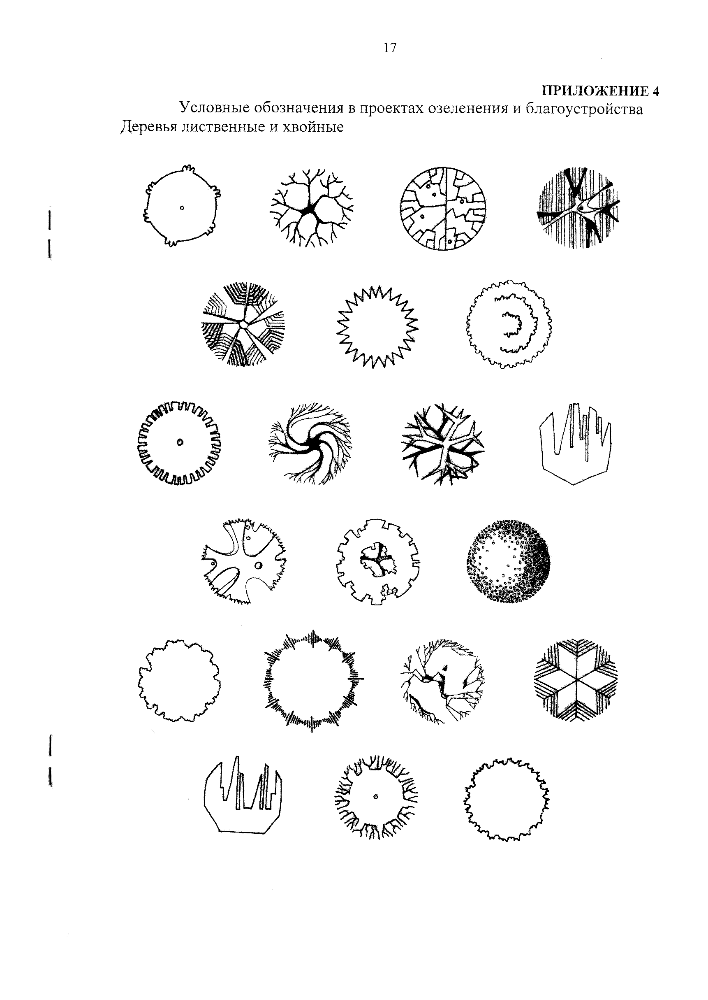 17
ПРИЛОЖЕНИЕ 4
Условные обозначения в проектах озеленения и благоустройства
Деревья лиственные и хвойные